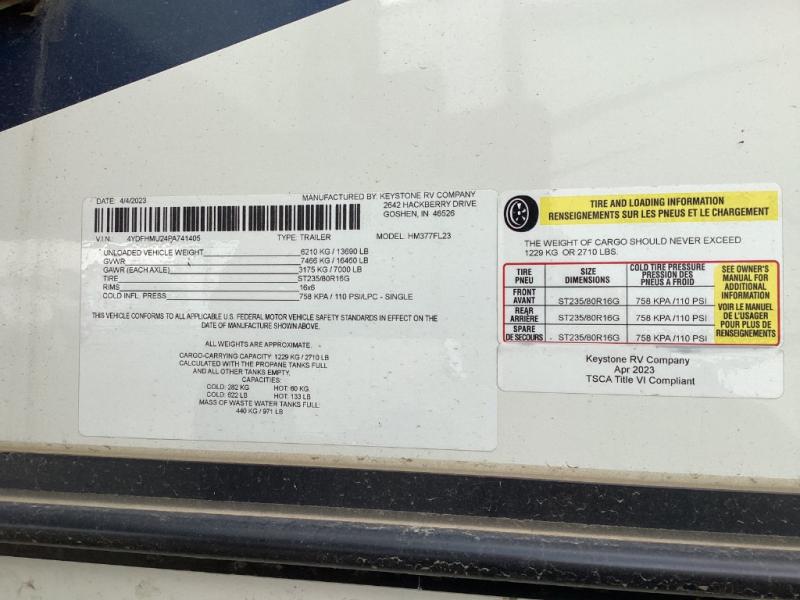 DATE: 4/4/2023
MANUFACTURED BY: KEYSTONE RV COMPANY
2642 HACKBERRY DRIVE
GOSHEN, IN 46526
V.I.N. 4YDFHMU24PA741405 TYPE: TRAILER MODEL: HM377FL23
UNLOADED VEHICLE WEIGHT 6210 KG / 13690 LB
GVWR 7466 KG / 16460 LB
GAWR (EACH AXLE) 3175 KG / 7000 LB
TIRE ST235/80R16G
RIMS 16x6
COLD INFL. PRESS 758 KPA / 110 PSI/LPC - SINGLE
THIS VEHICLE CONFORMS TO ALL APPLICABLE U.S. FEDERAL MOTOR VEHICLE SAFETY STANDARDS IN EFFECT ON THE
DATE OF MANUFACTURE SHOWN ABOVE.
ALL WEIGHTS ARE APPROXIMATE.
CARGO-CARRYING CAPACITY: 1229 KG / 2710 LB
CALCULATED WITH THE PROPANE TANKS FULL
AND ALL OTHER TANKS EMPTY.
CAPACITIES:
COLD: 282 KG HOT: 60 KG
COLD: 622 LB HOT: 133 LB
MASS OF WASTE WATER TANKS FULL:
440 KG / 971 LB
TIRE AND LOADING INFORMATION
RENSEIGNEMENTS SUR LES PNEUS ET LE CHARGEMENT
THE WEIGHT OF CARGO SHOULD NEVER EXCEED
1229 KG OR 2710 LBS.
TIRE
PNEU
SIZE
DIMENSIONS
COLD TIRE PRESSURE
PRESSION DES
PNEUS A FROID
FRONT
AVANT
ST235/80R16G 758 KPA /110 PSI
REAR
ARRIÈRE
ST235/80R16G 758 KPA /110 PSI
SPARE
DE SECOURS
ST235/80R16G 758 KPA /110 PSI
SEE OWNER'S
MANUAL FOR
ADDITIONAL
INFORMATION
VOIR LE MANUEL
DE L'USAGER
POUR PLUS DE
RENSEIGNEMENTS
Keystone RV Company
Apr 2023
TSCA Title VI Compliant